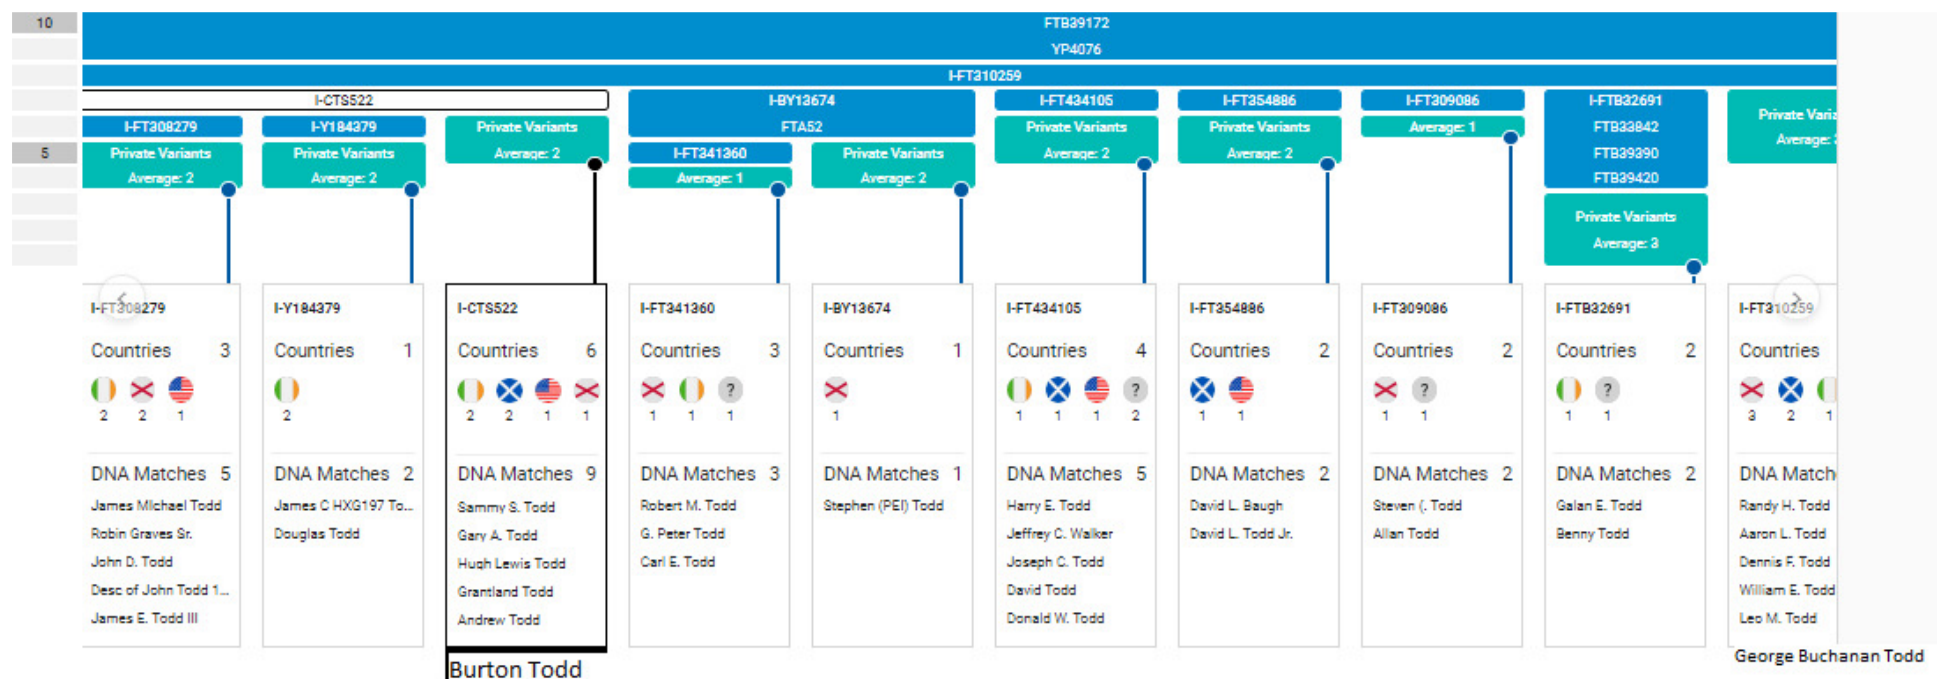 10
FTB39172
YP4076
I-FT310259
I-CTS522
I-BY13674
I-FT434105
I-FT354886
I-FT309086
I-FTB32691
I-FT308279
I-Y184379
Private Variants
Average: 2
FTA52
Private Variants
Average: 2
Private Variants
Average: 2
Average: 1
FTB33842
FTB39390
FTB39420
Private
5
Private Variants
Average: 2
Private Variants
Average: 2
I-FT341360
Average: 1
Private Variants
Average: 2
Average:
Private Variants
Average: 3
I-FT308279
Countries 3
2 2 1
DNA Matches 5
James Michael Todd
Robin Graves Sr.
John D. Todd
Desc of John Todd 1...
James E. Todd III
I-Y184379
Countries 1
2
DNA Matches 2
James C HXG197 To...
Douglas Todd
I-CTS522
Countries 6
2 2 1 1
DNA Matches 9
Sammy S. Todd
Gary A. Todd
Hugh Lewis Todd
Grantland Todd
Andrew Todd
Burton Todd
I-FT341360
Countries 3
?
1 1 1
DNA Matches 3
Robert M. Todd
G. Peter Todd
Carl E. Todd
I-BY13674
Countries 1
1
DNA Matches 1
Stephen (PEI) Todd
I-FT434105
Countries 4
?
1 1 1 2
DNA Matches 5
Harry E. Todd
Jeffrey C. Walker
Joseph C. Todd
David Todd
Donald W. Todd
I-FT354886
Countries 2
1 1
DNA Matches 2
David L. Baugh
David L. Todd Jr.
I-FT309086
Countries 2
?
1 1
DNA Matches 2
Steven (. Todd
Allan Todd
I-FTB32691
Countries 2
?
1 1
DNA Matches 2
Galan E. Todd
Benny Todd
I-FT310259
Countries
3 2 1
DNA Match
Randy H. Todd
Aaron L. Todd
Dennis F. Todd
William E. Todd
Leo M. Todd
George Buchanan Todd